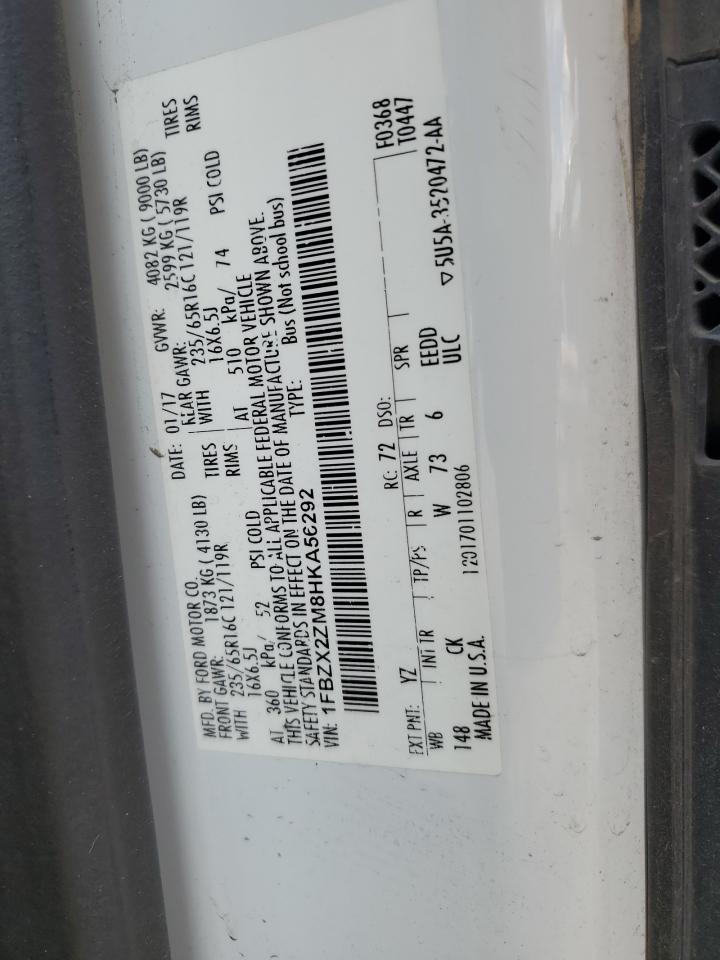 MFD. BY FORD MOTOR CO. DATE: 01/17 GVWR: 4082 KG ( 9000 LB)
FRONT GAWR: 1873 KG ( 4130 LB) REAR GAWR: 2599 KG ( 5730 LB)
WITH 235/65R16C 121/119R TIRES WITH 235/65R16C 121/119R TIRES
16X6.5J RIMS 16X6.5J RIMS
AT 360 kPa/ 52 PSI COLD AT 510 kPa/ 74 PSI COLD
THIS VEHICLE CONFORMS TO ALL APPLICABLE FEDERAL MOTOR VEHICLE
SAFETY STANDARDS IN EFFECT ON THE DATE OF MANUFACTURE SHOWN ABOVE.
VIN: 1FBZX2ZM8HKA56292 TYPE: Bus (Not school bus)
EXT PNT: YZ RC: 72 DSO: F0368
WB INT TR TP/PS R AXLE TR SPR T0447
148 CK W 73 6 EEDD
MADE IN U.S.A. 1201701102806 ULC ▽ 5U5A-3520472-AA